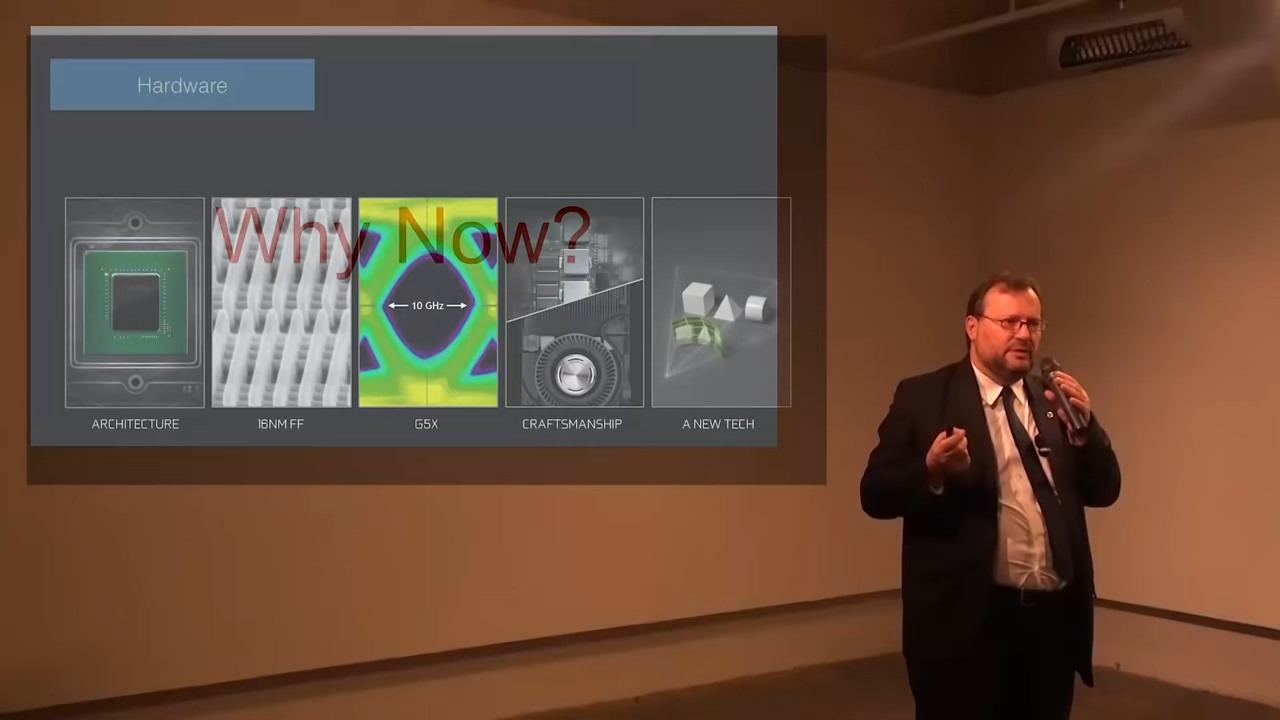 Hardware
Why Now?
10 GHz
ARCHITECTURE
16NM FF
G5X
CRAFTSMANSHIP
A NEW TECH